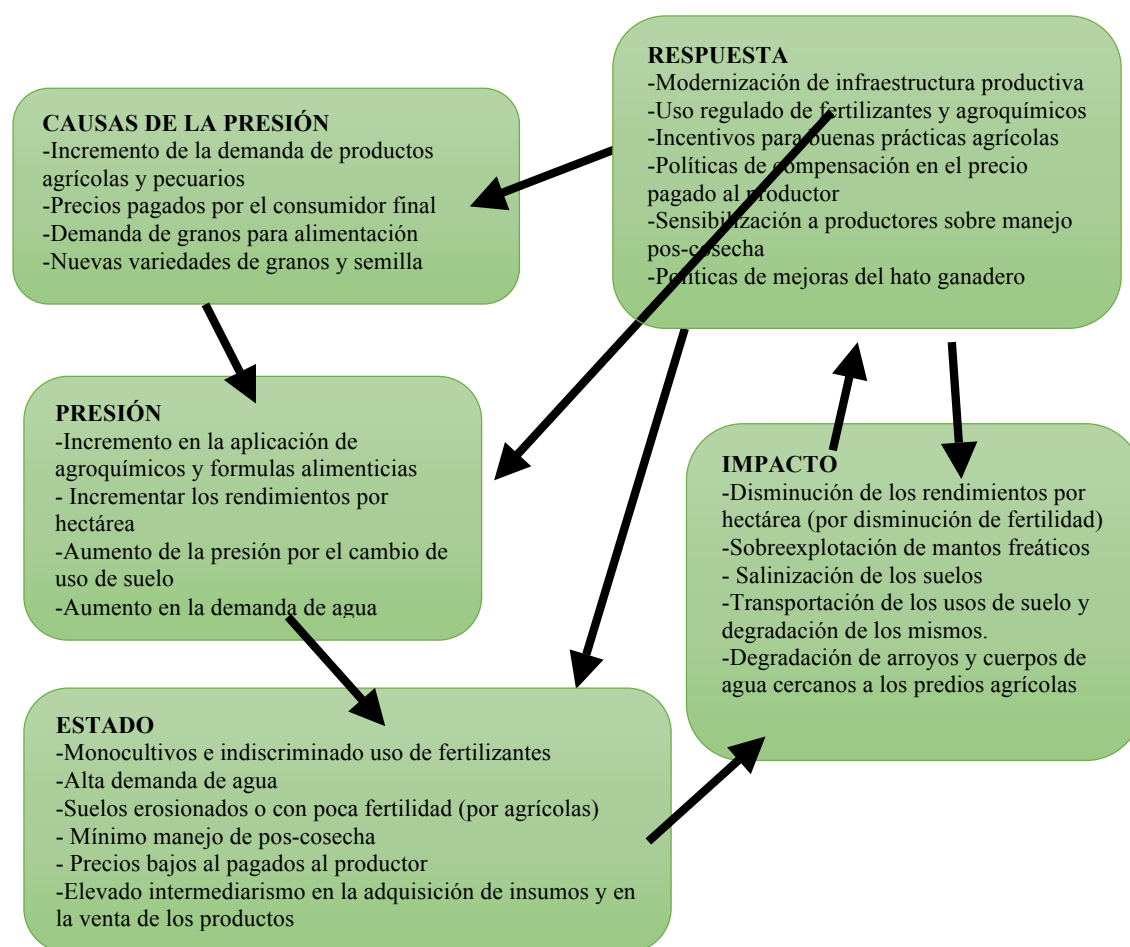 RESPUESTA
-Modernización de infraestructura productiva
-Uso regulado de fertilizantes y agroquímicos
-Incentivos para buenas prácticas agrícolas
-Políticas de compensación en el precio
pagado al productor
-Sensibilización a productores sobre manejo
pos-cosecha
-Políticas de mejoras del hato ganadero
CAUSAS DE LA PRESIÓN
-Incremento de la demanda de productos
agrícolas y pecuarios
-Precios pagados por el consumidor final
-Demanda de granos para alimentación
-Nuevas variedades de granos y semilla
PRESIÓN
-Incremento en la aplicación de
agroquímicos y formulas alimenticias
- Incrementar los rendimientos por
hectárea
-Aumento de la presión por el cambio de
uso de suelo
-Aumento en la demanda de agua
IMPACTO
-Disminución de los rendimientos por
hectárea (por disminución de fertilidad)
-Sobreexplotación de mantos freáticos
- Salinización de los suelos
-Transportación de los usos de suelo y
degradación de los mismos.
-Degradación de arroyos y cuerpos de
agua cercanos a los predios agrícolas
ESTADO
-Monocultivos e indiscriminado uso de fertilizantes
-Alta demanda de agua
-Suelos erosionados o con poca fertilidad (por agrícolas)
- Mínimo manejo de pos-cosecha
- Precios bajos al pagados al productor
-Elevado intermediarismo en la adquisición de insumos y en
la venta de los productos